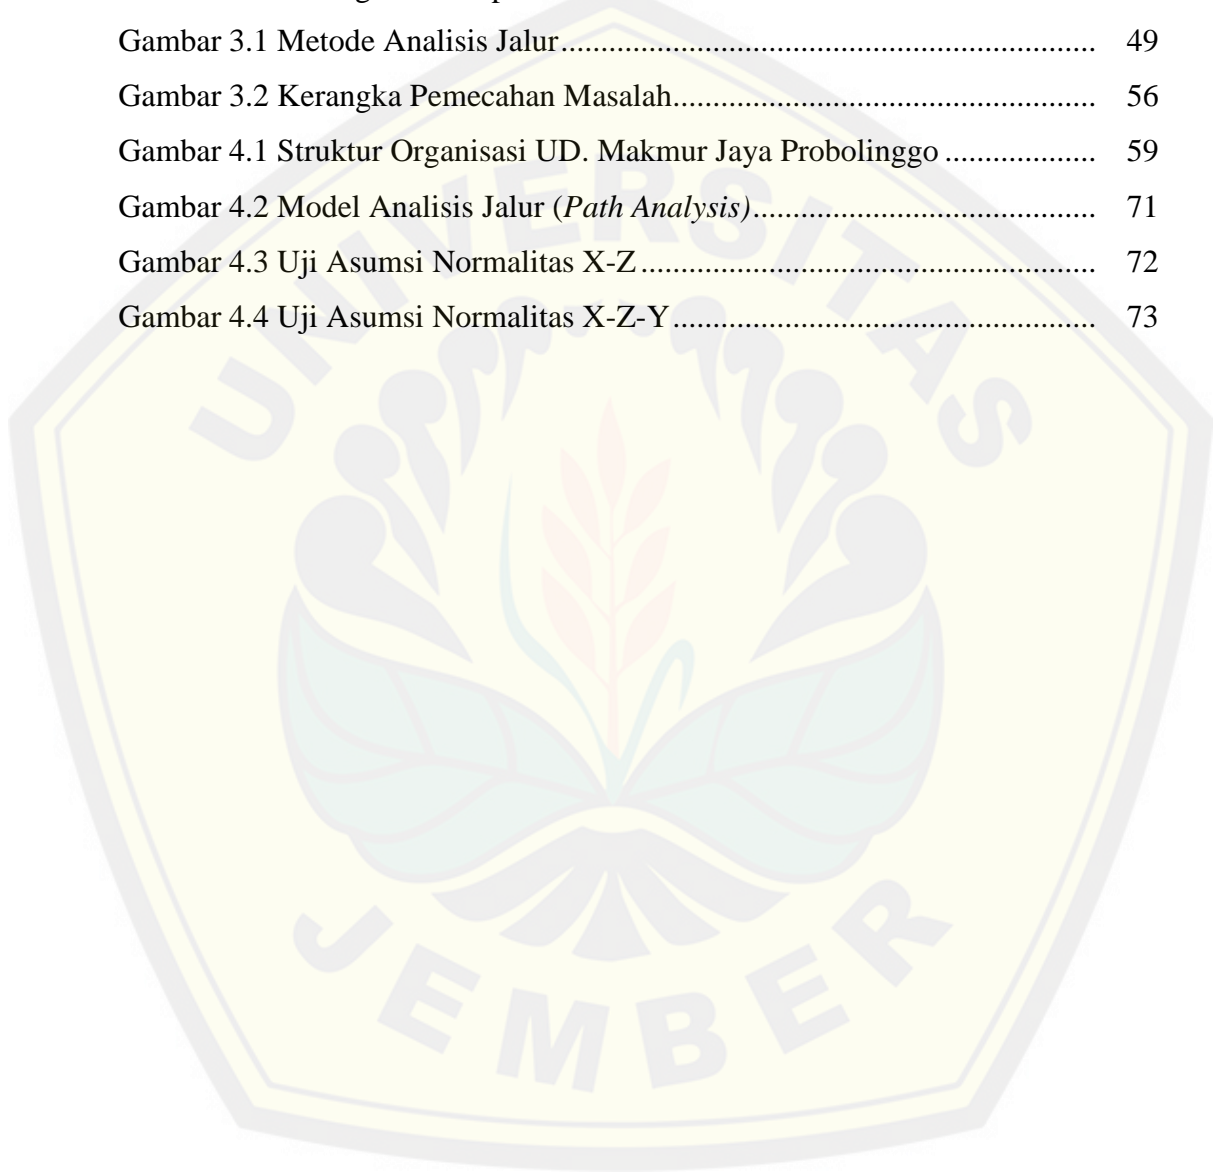 Gambar 3.1 Metode Analisis Jalur.................................................................. 49
Gambar 3.2 Kerangka Pemecahan Masalah.................................................... 56
Gambar 4.1 Struktur Organisasi UD. Makmur Jaya Probolinggo .................. 59
Gambar 4.2 Model Analisis Jalur (Path Analysis).......................................... 71
Gambar 4.3 Uji Asumsi Normalitas X-Z ........................................................ 72
Gambar 4.4 Uji Asumsi Normalitas X-Z-Y.................................................... 73
UNIVERSITAS
JEMBER